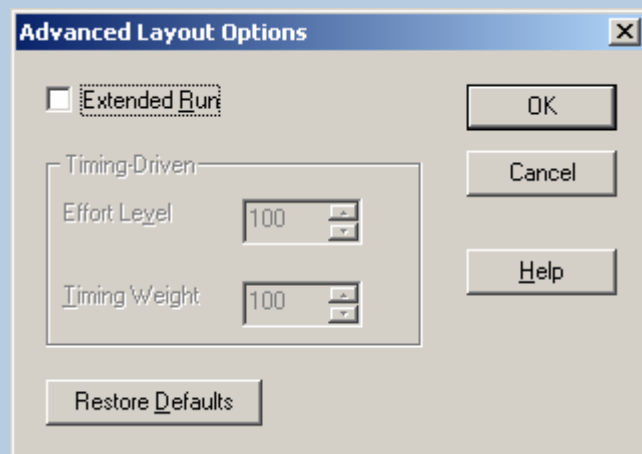 Advanced Layout Options
Extended Run
OK
Timing-Driven
Cancel
Effort Level
100
Help
Timing Weight
100
Restore Defaults